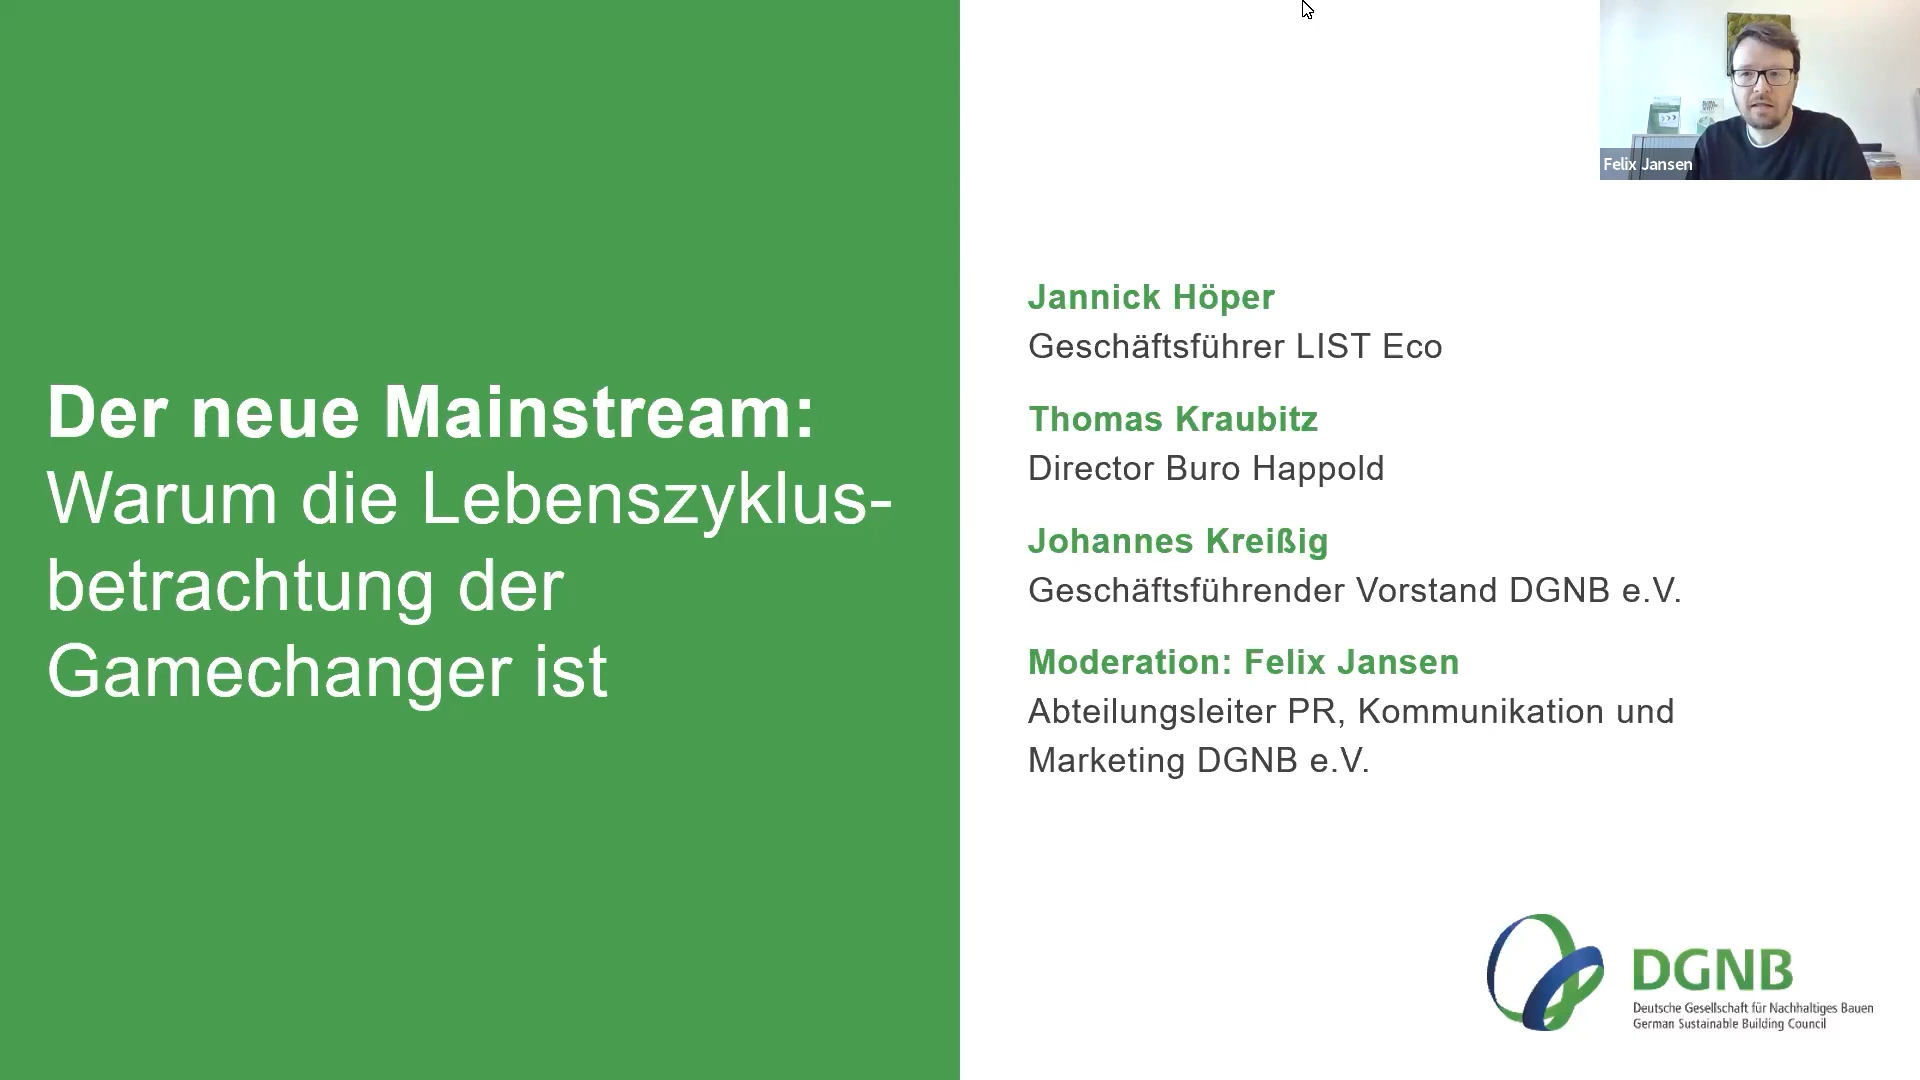 Der neue Mainstream:
Warum die Lebenszyklus-
betrachtung der
Gamechanger ist
Felix Jansen
Jannick Höper
Geschäftsführer LIST Eco
Thomas Kraubitz
Director Buro Happold
Johannes Kreißig
Geschäftsführender Vorstand DGNB e.V.
Moderation: Felix Jansen
Abteilungsleiter PR, Kommunikation und
Marketing DGNB e.V.
DGNB
Deutsche Gesellschaft für Nachhaltiges Bauen
German Sustainable Building Council